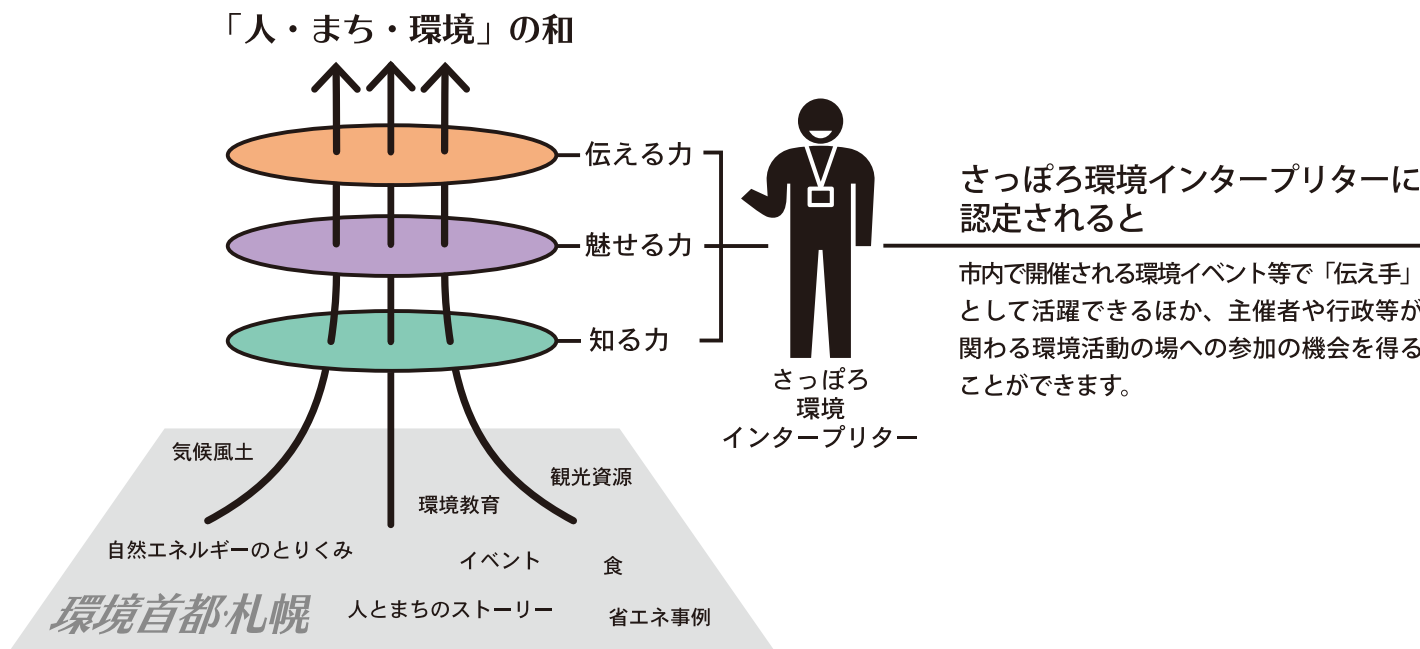 「人・まち・環境」の和
伝える力
魅せる力
知る力
さっぽろ
環境
インタープリター
さっぽろ環境インタープリターに
認定されると
市内で開催される環境イベント等で「伝え手」
として活躍できるほか、主催者や行政等が
関わる環境活動の場への参加の機会を得る
ことができます。
気候風土
観光資源
環境教育
自然エネルギーのとりくみ
イベント
食
人とまちのストーリー
省エネ事例
環境首都・札幌